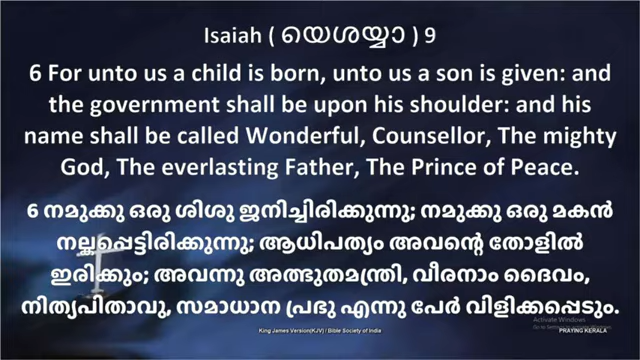 Isaiah ( യെശയ്യാ ) 9
6 For unto us a child is born, unto us a son is given: and
the government shall be upon his shoulder: and his
name shall be called Wonderful, Counsellor, The mighty
God, The everlasting Father, The Prince of Peace.
6 നമുക്കു ഒരു ശിശു ജനിച്ചിരിക്കുന്നു; നമുക്കു ഒരു മകൻ
നല്കപ്പെട്ടിരിക്കുന്നു; ആധിപത്യം അവന്റെ തോളിൽ
ഇരിക്കും; അവന്നു അത്ഭുതമന്ത്രി, വീരനാം ദൈവം,
നിത്യപിതാവു, സമാധാന പ്രഭു എന്നു പേർ വിളിക്കപ്പെടും.
Activate Windows
King James Version(KJV) / Bible Society of India
PRAYING KERALA